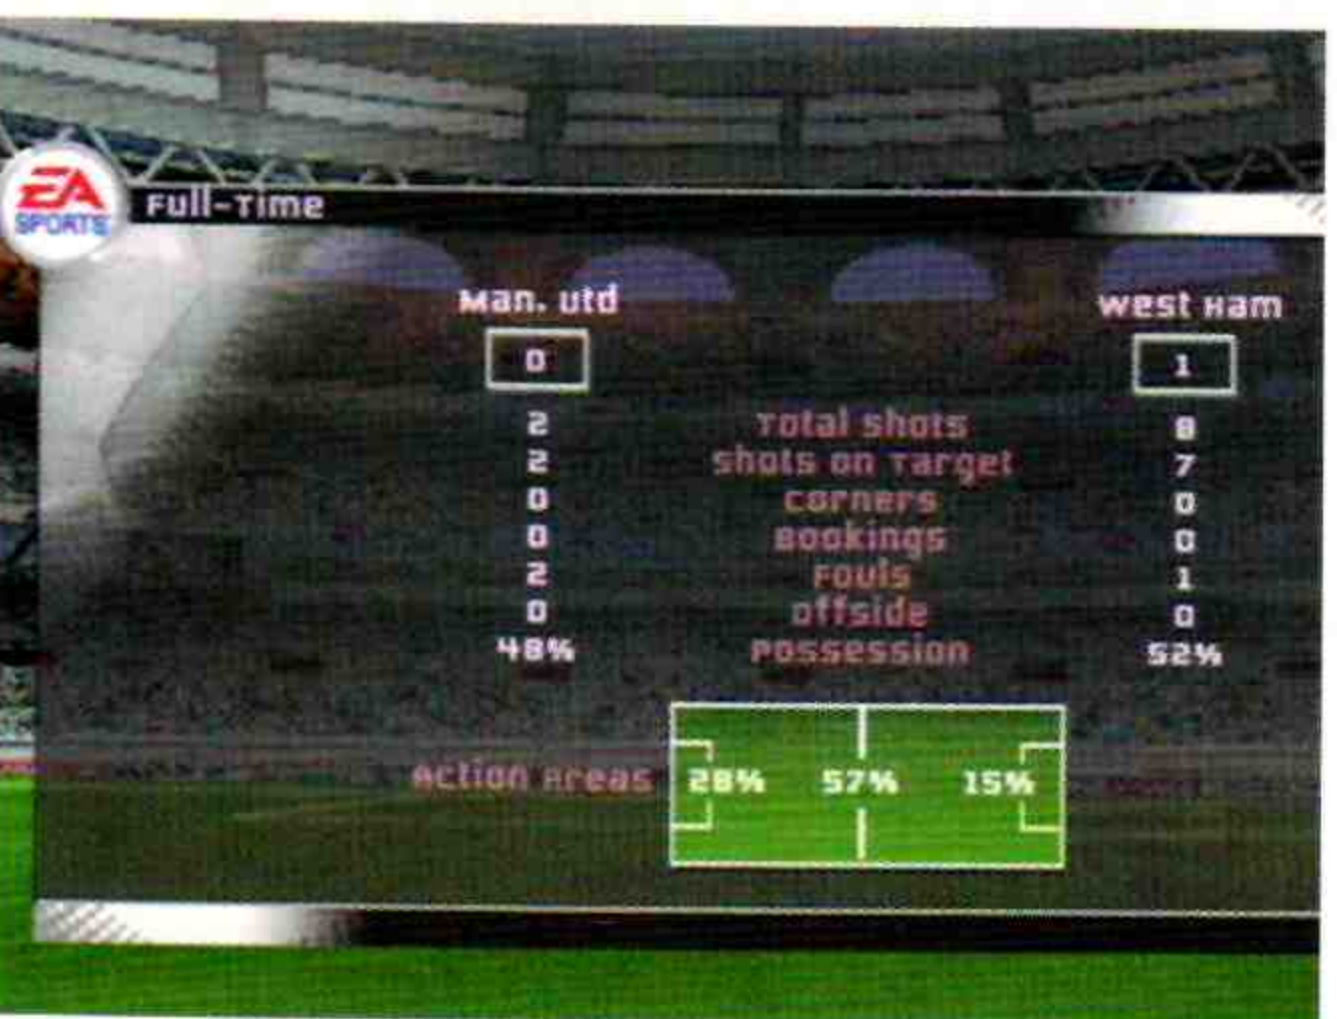 EA
SPORTS
Full-Time
Man. Utd West Ham
0 1
2 Total Shots 8
2 Shots on Target 7
0 Corners 0
0 Bookings 0
2 Fouls 1
0 Offside 0
48% Possession 52%
Action Areas 28% 57% 15%